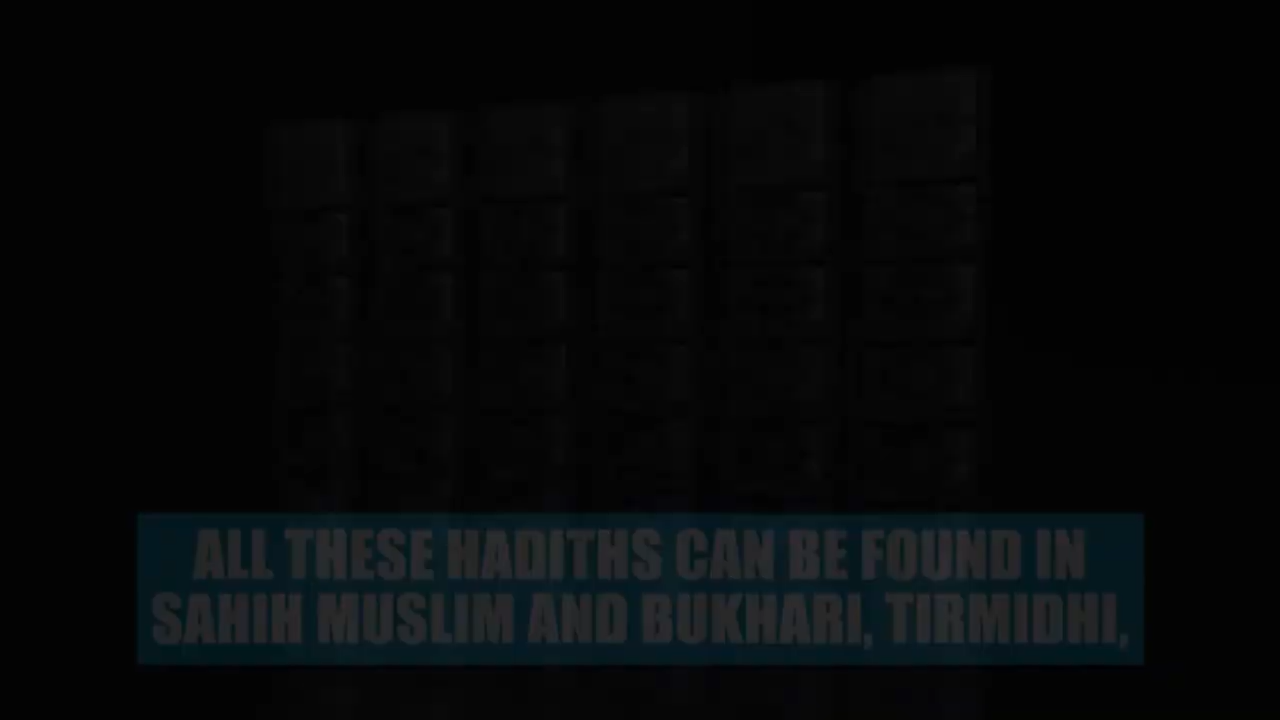 ALL THESE HADITHS CAN BE FOUND IN
SAHIH MUSLIM AND BUKHARI, TIRMIDHI,